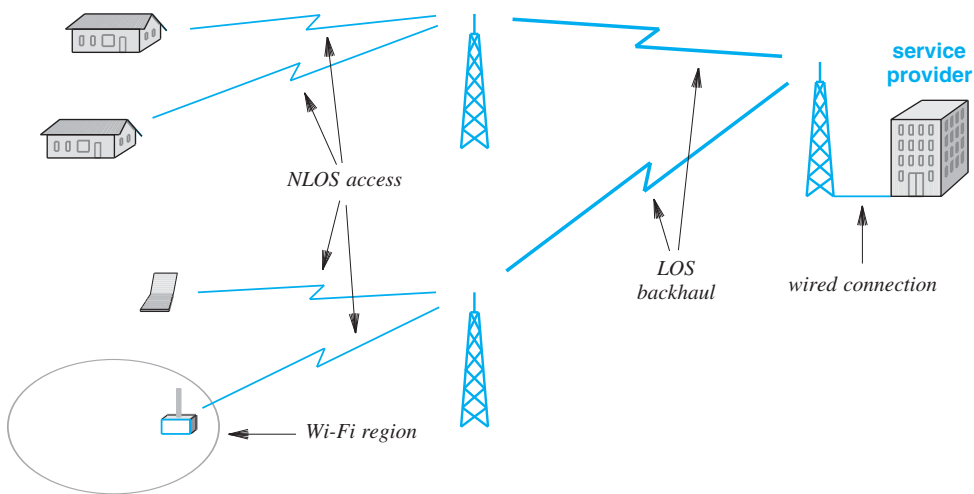 service
provider
NLOS access
LOS
backhaul
wired connection
Wi-Fi region